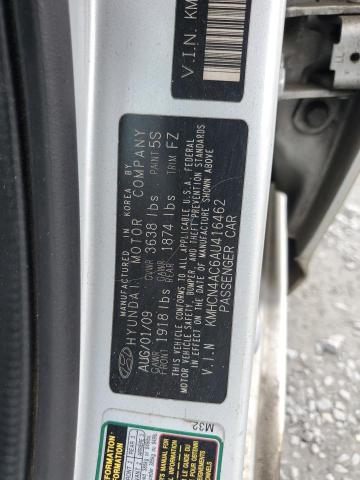 V.I.N. KM
MANUFACTURED IN KOREA BY
HYUNDAI MOTOR COMPANY
AUG/01/09 GVWR 3638 lbs PAINT 5S
GAWR FRONT 1918 lbs GAWR REAR 1874 lbs TRIM FZ
THIS VEHICLE CONFORMS TO ALL APPLICABLE U.S.A. FEDERAL
MOTOR VEHICLE SAFETY, BUMPER, AND THEFT PREVENTION STANDARDS
IN EFFECT ON THE DATE OF MANUFACTURE SHOWN ABOVE
V.I.N KMHCN4AC6AU416462
PASSENGER CAR
M32
INFORMATION